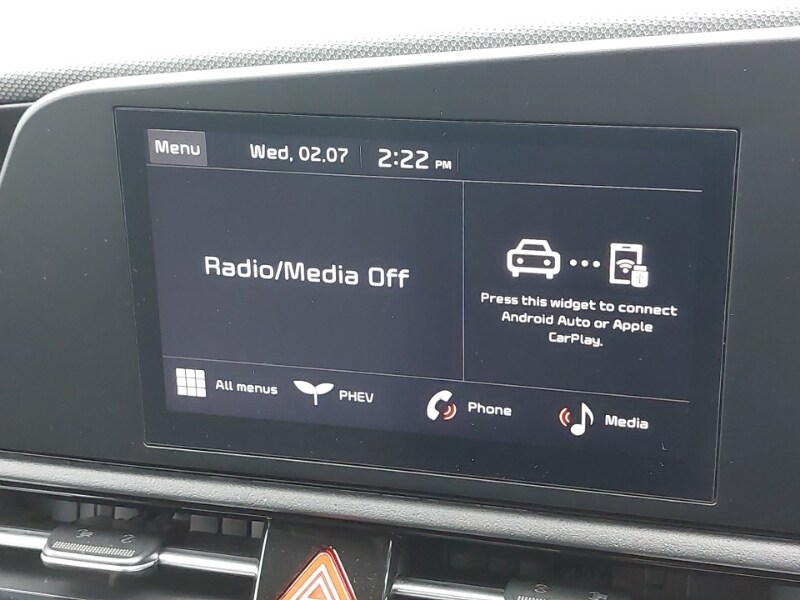 Menu
Wed, 02.07
2:22 PM
Radio/Media Off
Press this widget to connect
Android Auto or Apple
CarPlay.
All menus
PHEV
Phone
Media